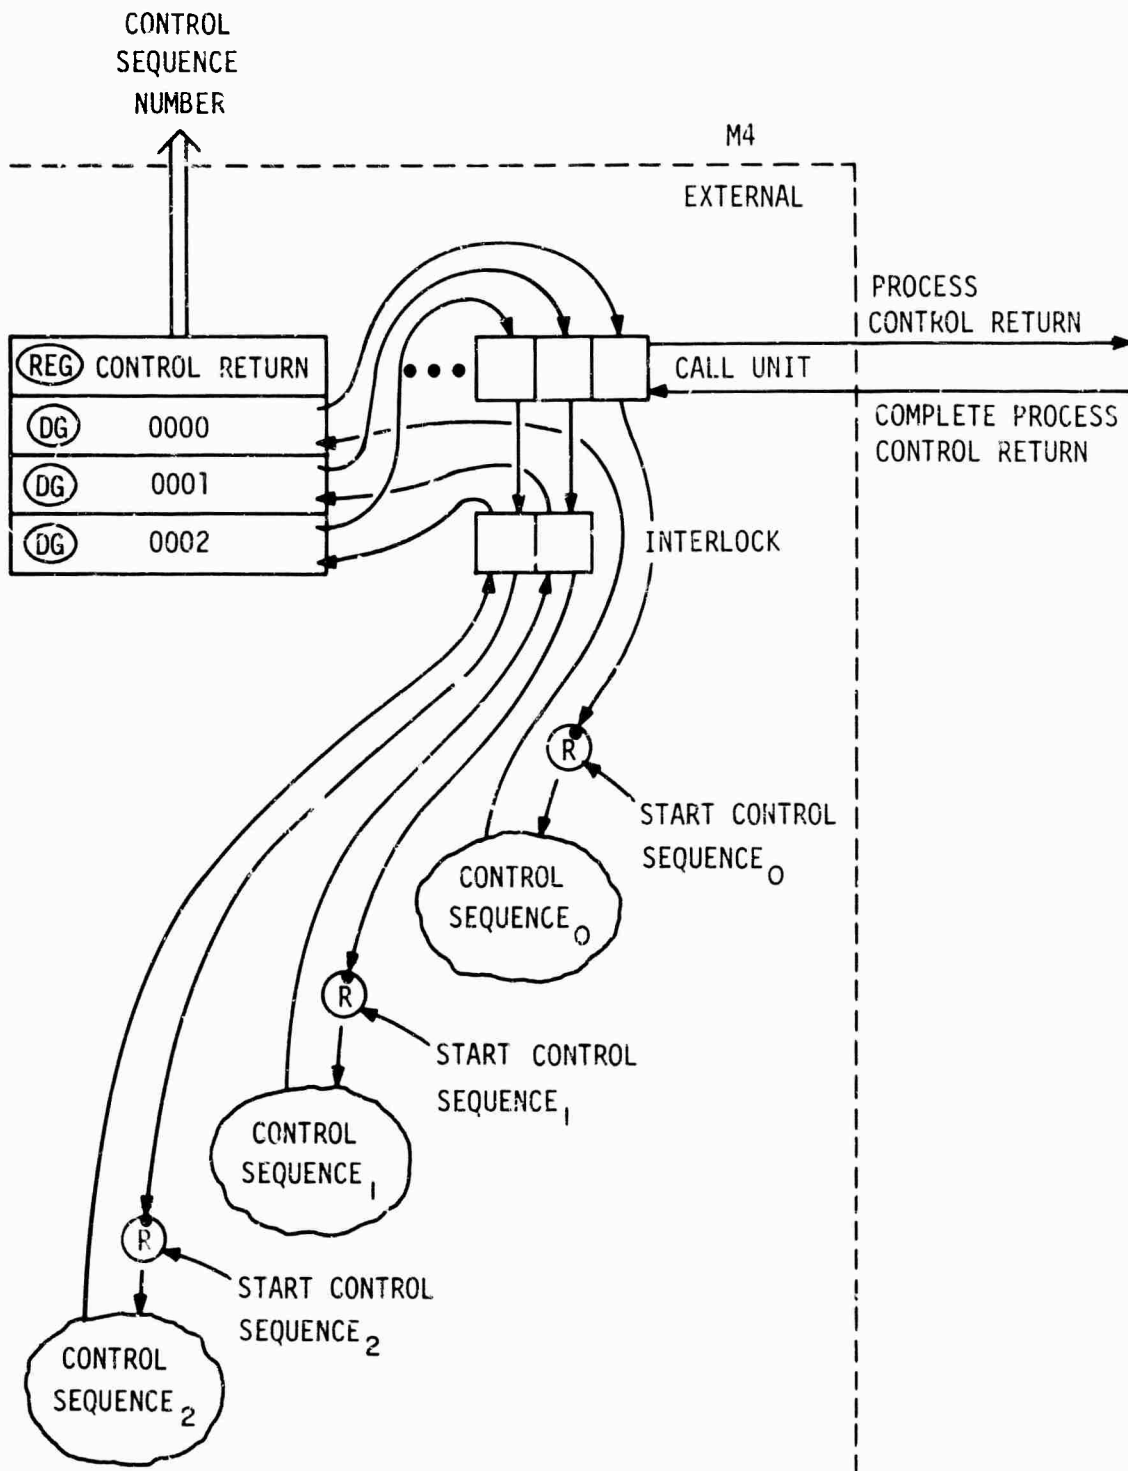 CONTROL
SEQUENCE
NUMBER
M4
EXTERNAL
PROCESS
CONTROL RETURN
REG CONTROL RETURN
CALL UNIT
COMPLETE PROCESS
CONTROL RETURN
DG 0000
DG 0001
DG 0002
INTERLOCK
R
START CONTROL
SEQUENCE0
CONTROL
SEQUENCE0
R
START CONTROL
SEQUENCE1
CONTROL
SEQUENCE1
R
START CONTROL
SEQUENCE2
CONTROL
SEQUENCE2